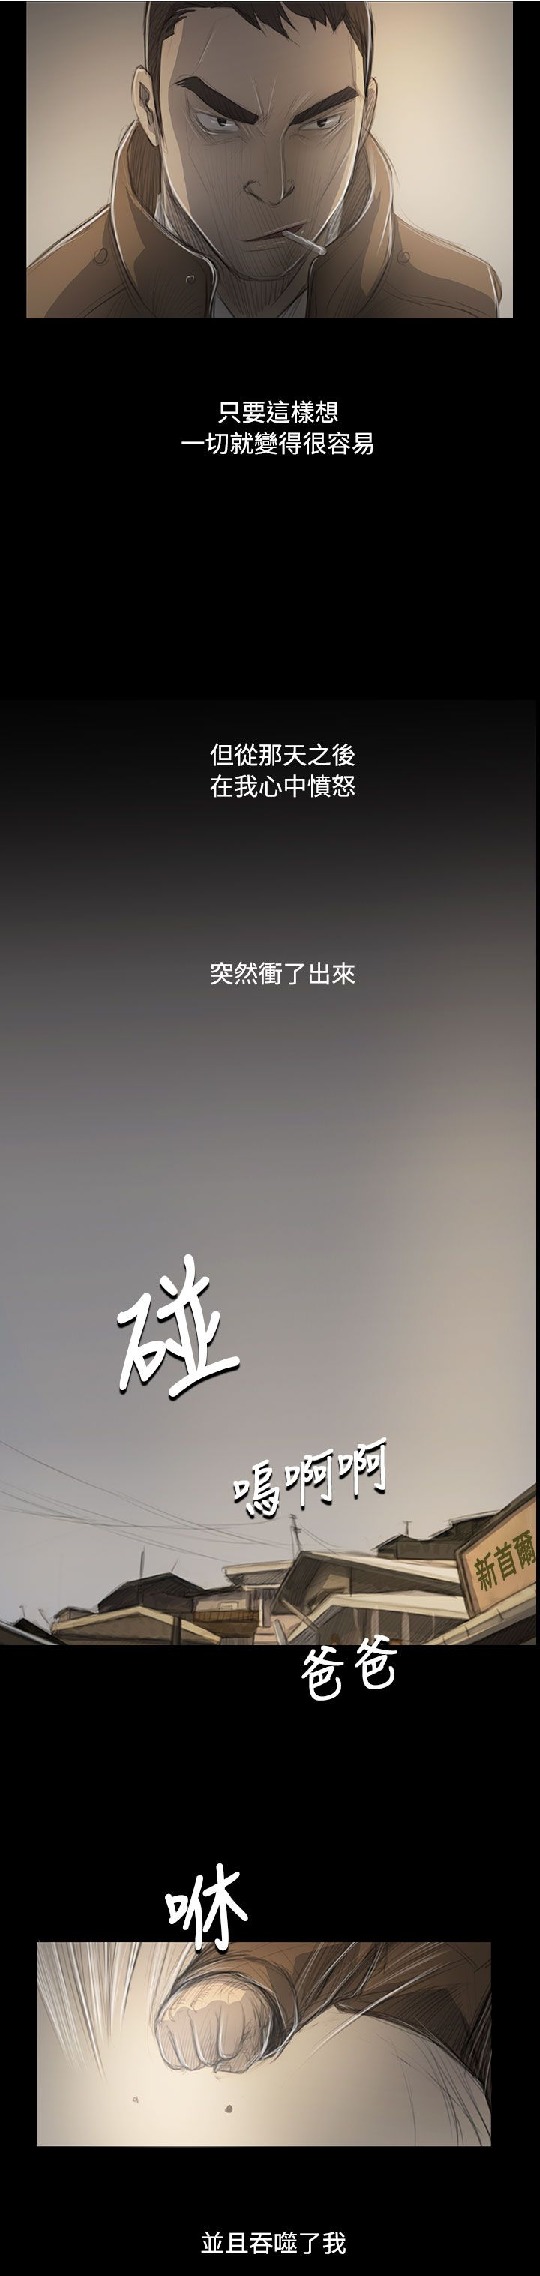 只要這樣想
一切就變得很容易
但從那天之後
在我心中憤怒
突然衝了出來
碰
嗚啊啊
新首爾
爸爸
咻
並且吞噬了我